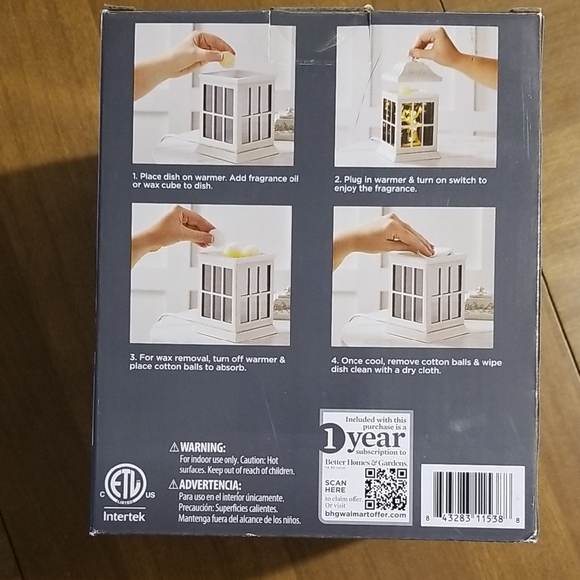 1. Place dish on warmer. Add fragrance oil
or wax cube to dish.
2. Plug in warmer & turn on switch to
enjoy the fragrance.
3. For wax removal, turn off warmer &
place cotton balls to absorb.
4. Once cool, remove cotton balls & wipe
dish clean with a dry cloth.
⚠WARNING:
For indoor use only. Caution: Hot
surfaces. Keep out of reach of children.
⚠ADVERTENCIA:
Para uso en el interior únicamente.
Precaución: Superficies calientes.
Mantenga fuera del alcance de los niños.
C ETL US
LISTED
Intertek
Included with this
purchase is a
1 year
subscription to
Better Homes & Gardens.
SCAN
HERE
to claim offer.
Or visit
bhgwalmartoffer.com
8 43283 11538 8